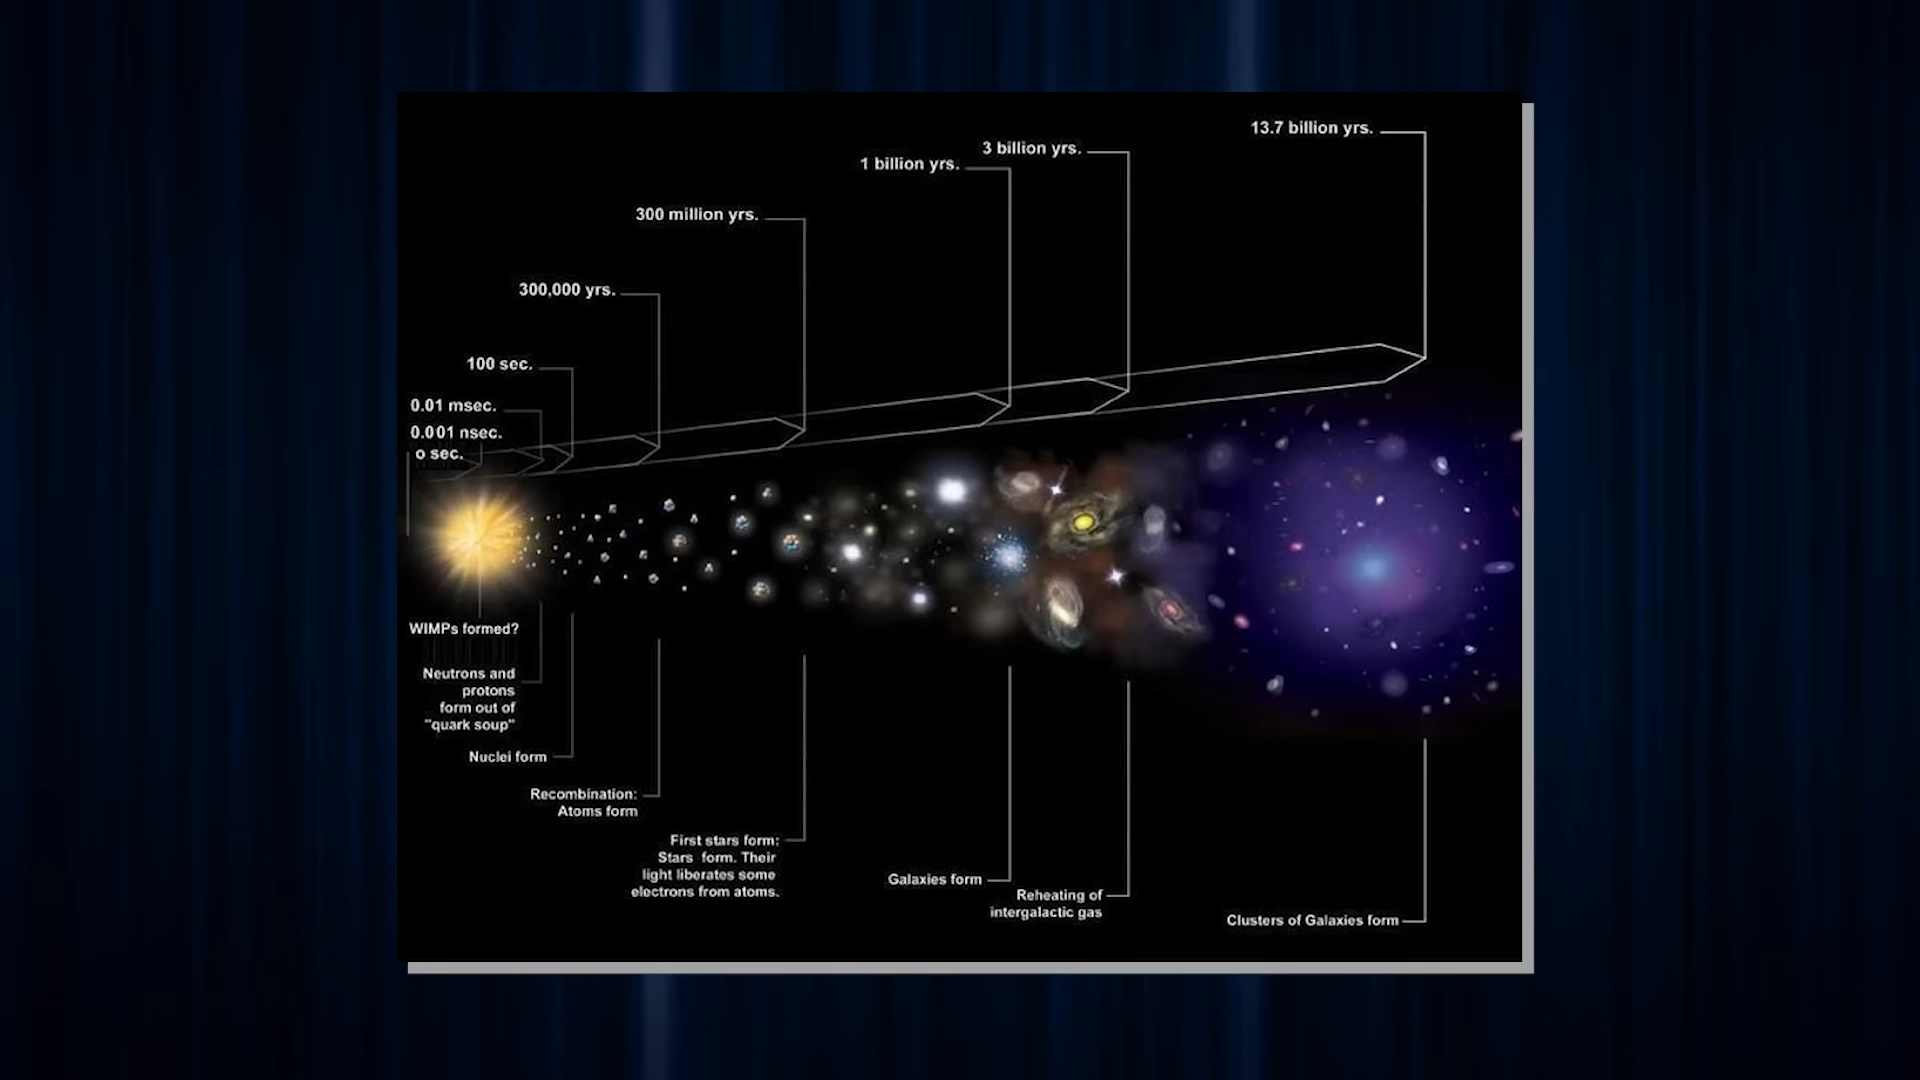 13.7 billion yrs.
3 billion yrs.
1 billion yrs.
300 million yrs.
300,000 yrs.
100 sec.
0.01 msec.
0.001 nsec.
o sec.
WIMPs formed?
Neutrons and
protons
form out of
"quark soup"
Nuclei form
Recombination:
Atoms form
First stars form:
Stars form. Their
light liberates some
electrons from atoms.
Galaxies form
Reheating of
intergalactic gas
Clusters of Galaxies form